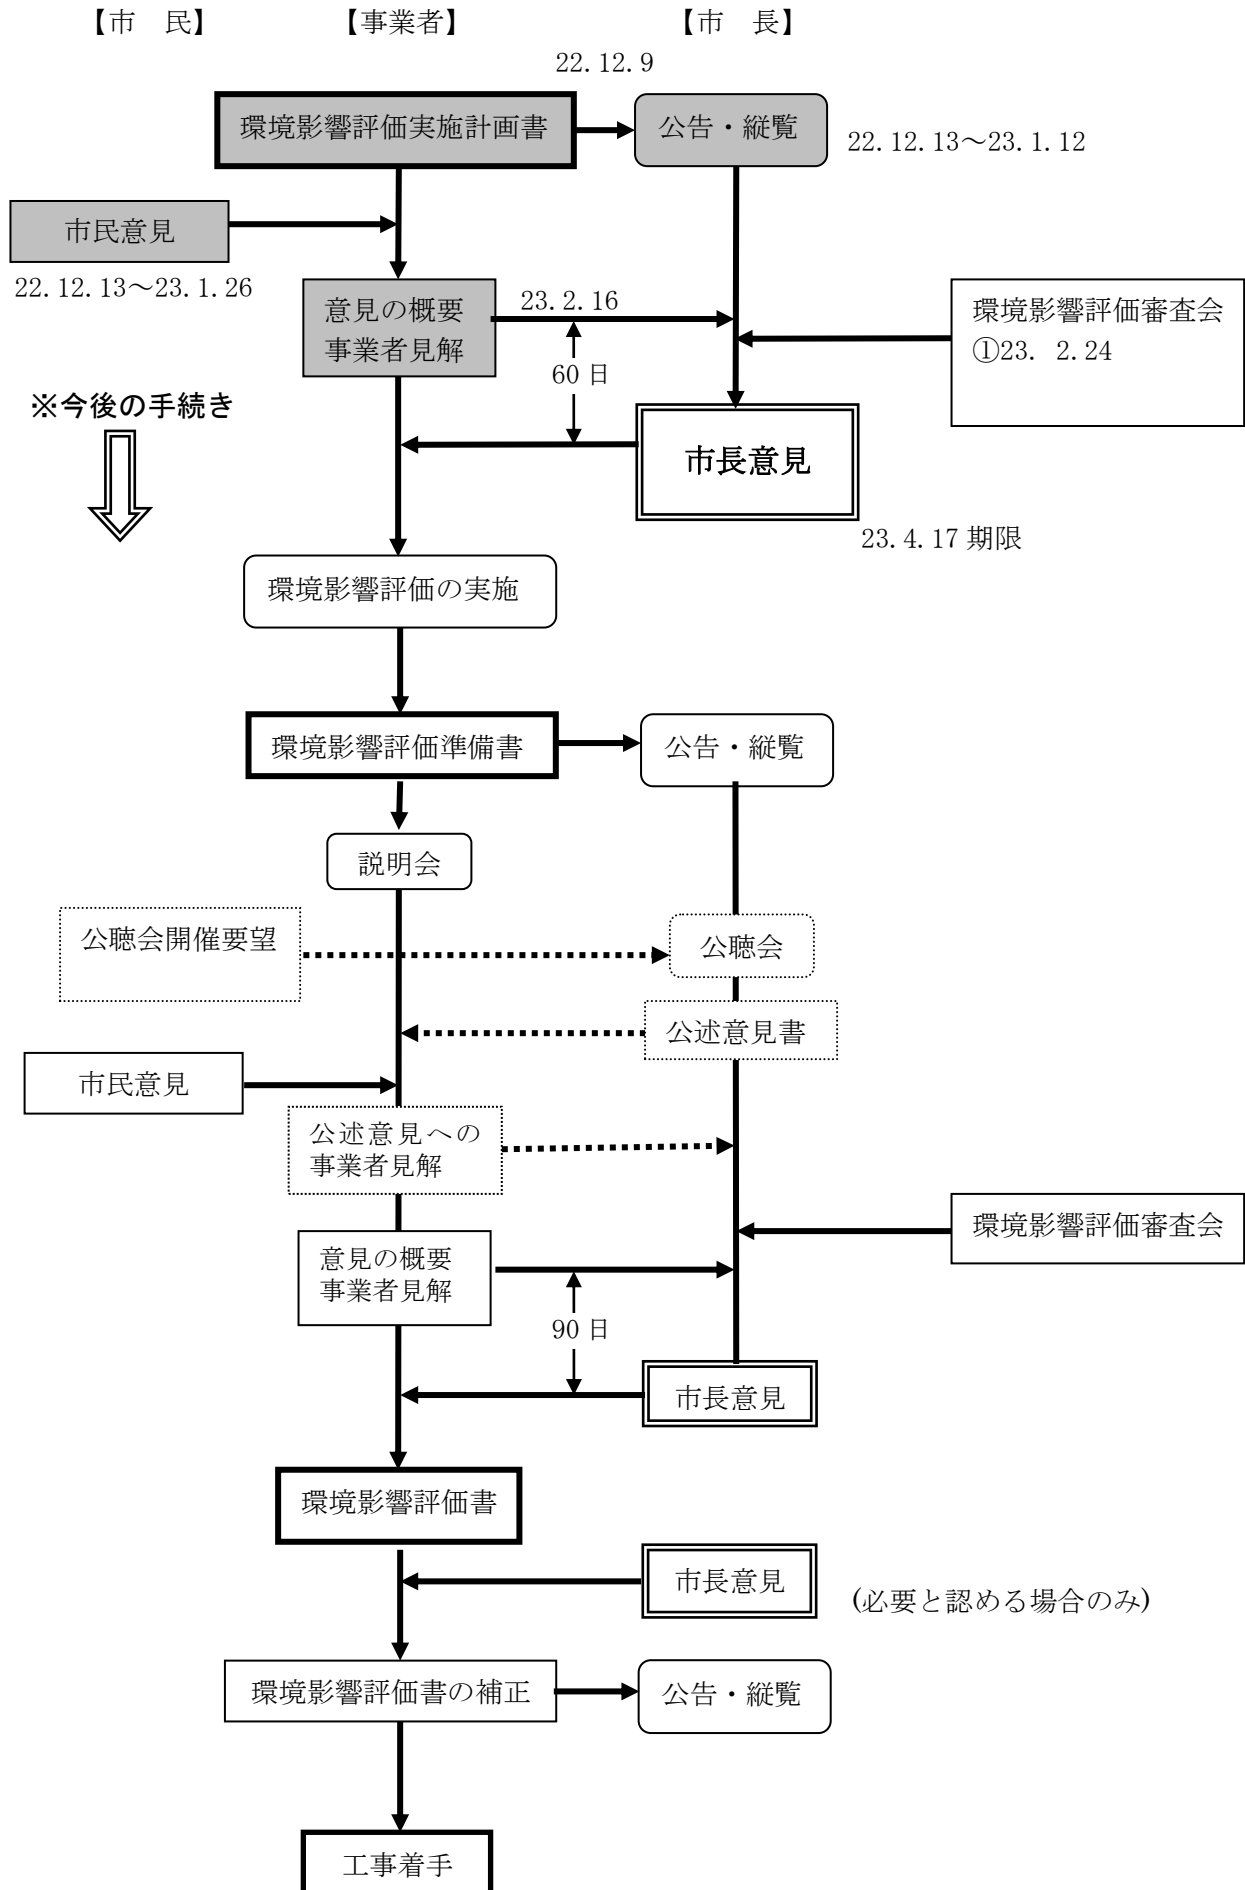 【市　民】
【事業者】
【市　長】
22.12.9
環境影響評価実施計画書
公告・縦覧
22.12.13～23.1.12
市民意見
22.12.13～23.1.26
意見の概要
事業者見解
23.2.16
60 日
環境影響評価審査会
①23. 2.24
※今後の手続き
市長意見
23.4.17 期限
環境影響評価の実施
環境影響評価準備書
公告・縦覧
説明会
公聴会開催要望
公聴会
公述意見書
市民意見
公述意見への
事業者見解
環境影響評価審査会
意見の概要
事業者見解
90 日
市長意見
環境影響評価書
市長意見
(必要と認める場合のみ)
環境影響評価書の補正
公告・縦覧
工事着手